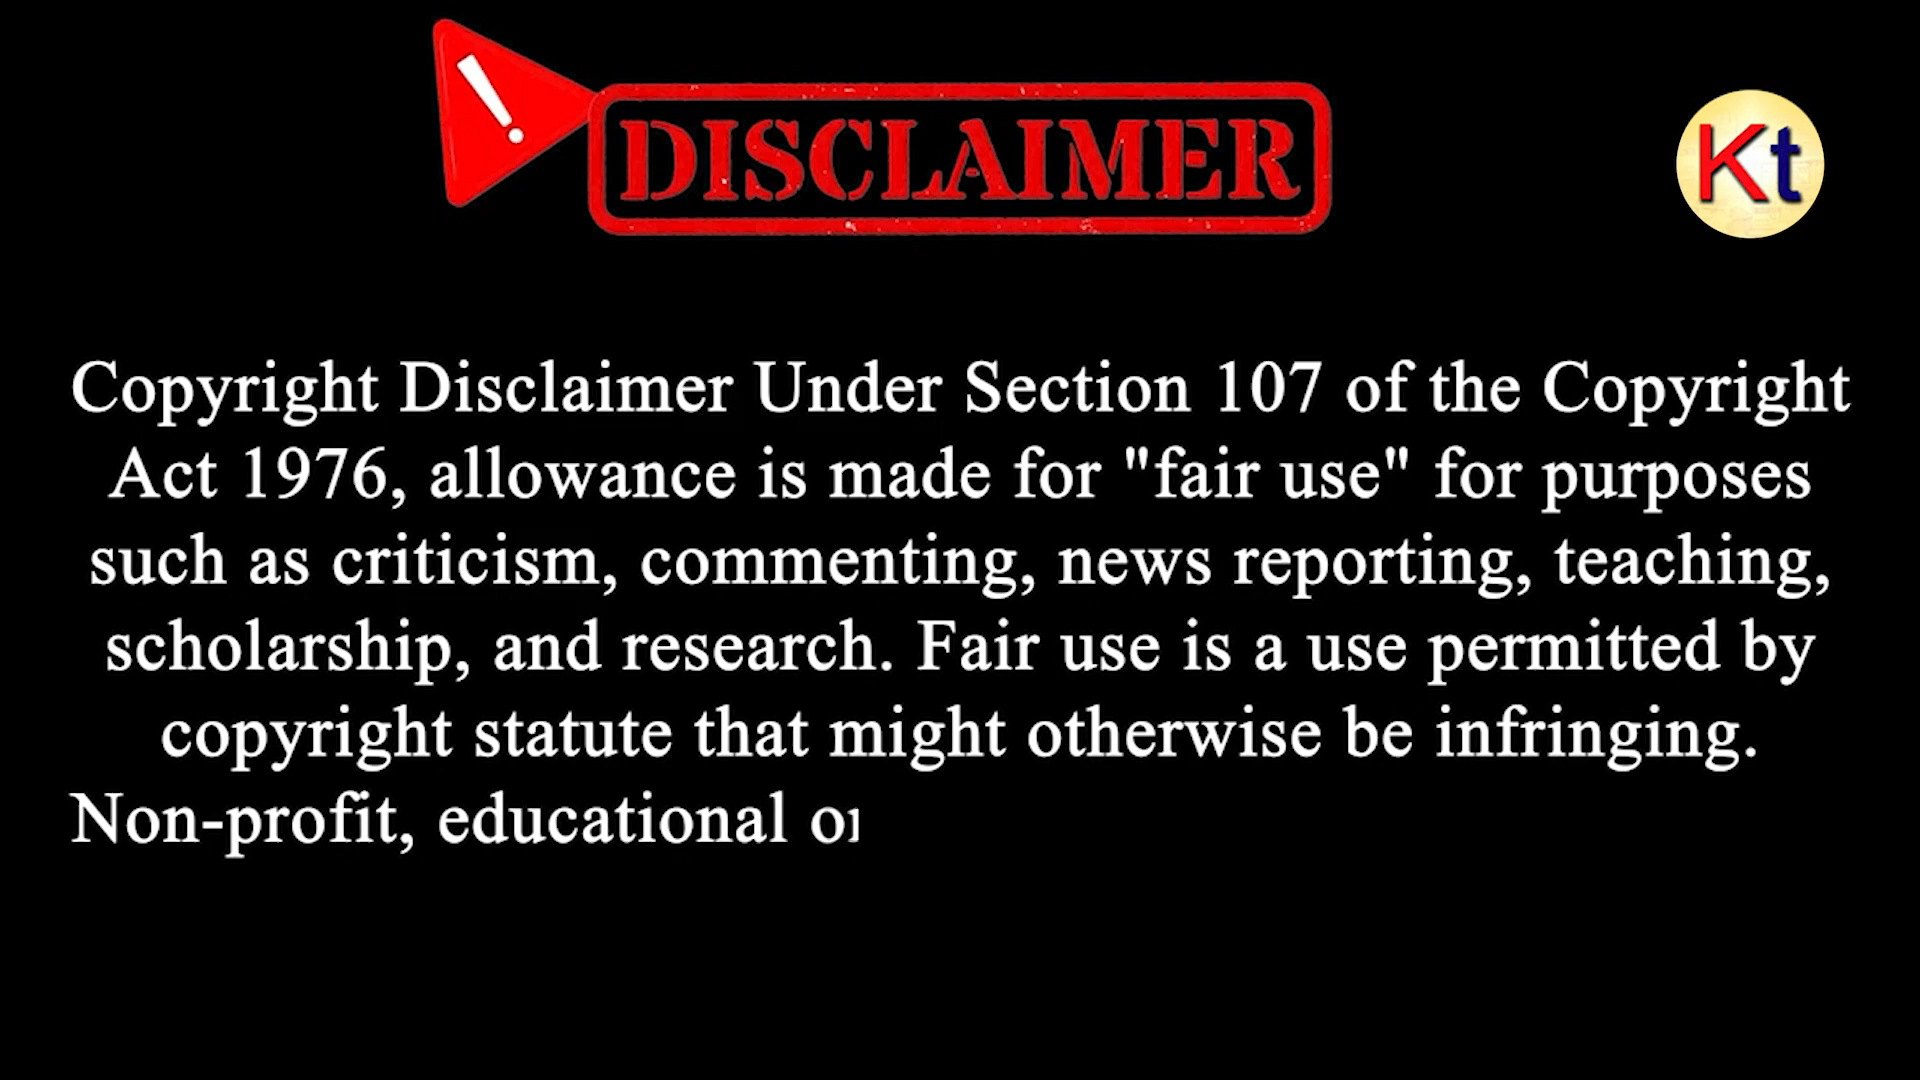 DISCLAIMER
Kt
Copyright Disclaimer Under Section 107 of the Copyright
Act 1976, allowance is made for "fair use" for purposes
such as criticism, commenting, news reporting, teaching,
scholarship, and research. Fair use is a use permitted by
copyright statute that might otherwise be infringing.
Non-profit, educational